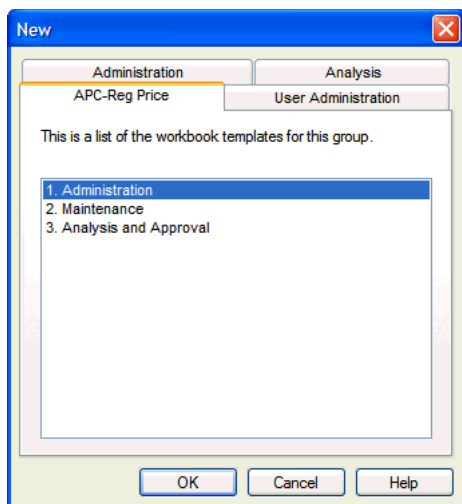 New
Administration
Analysis
APC-Reg Price
User Administration
This is a list of the workbook templates for this group.
1. Administration
2. Maintenance
3. Analysis and Approval
OK
Cancel
Help